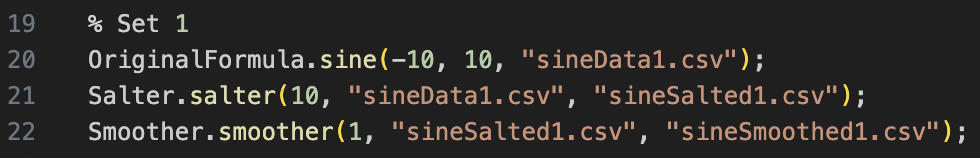 19 % Set 1
20 OriginalFormula.sine(-10, 10, "sineData1.csv");
21 Salter.salter(10, "sineData1.csv", "sineSalted1.csv");
22 Smoother.smoother(1, "sineSalted1.csv", "sineSmoothed1.csv");